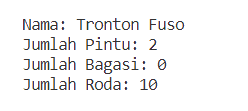 Nama: Tronton Fuso
Jumlah Pintu: 2
Jumlah Bagasi: 0
Jumlah Roda: 10